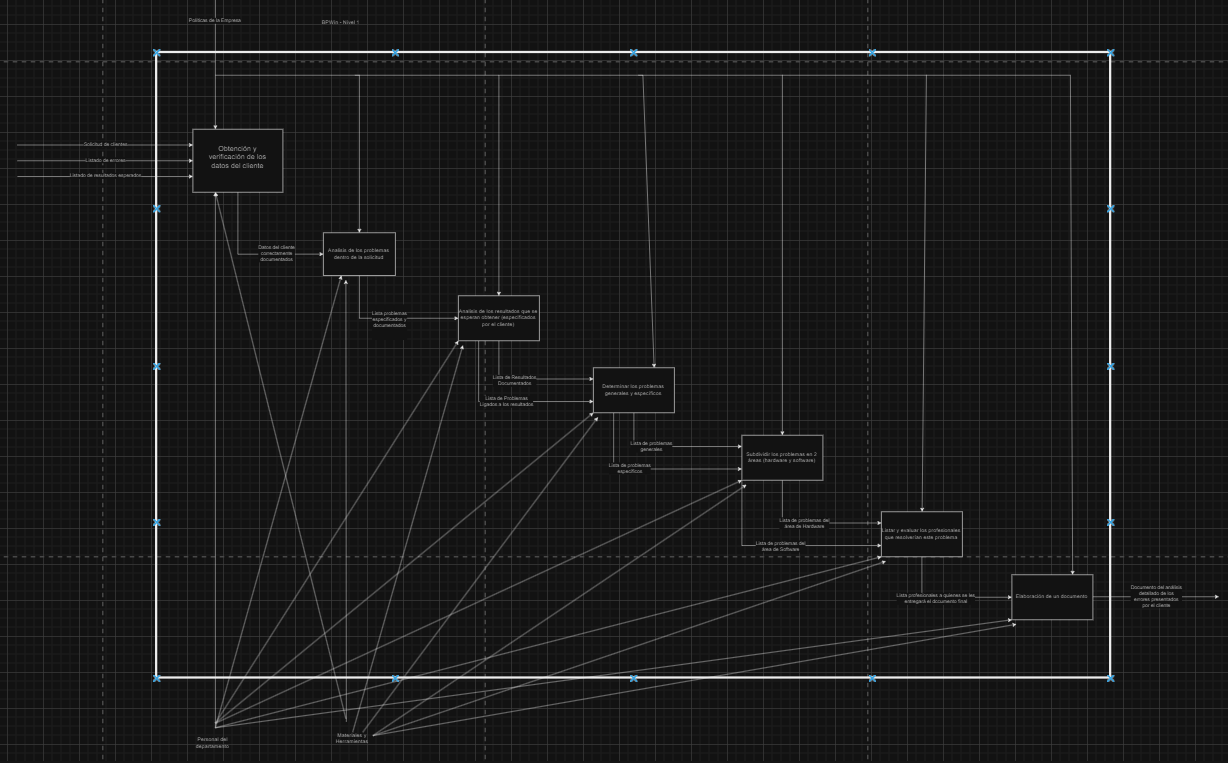 Políticas de la Empresa
BPWin - Nivel 1
Solicitud de clientes
Listado de errores
Listado de resultados esperados
Obtención y
verificación de los
datos del cliente
Datos del cliente
correctamente
documentados
Analisis de los problemas
dentro de la solicitud
Lista problemas
especificados y
documentados
Analisis de los resultados que se
esperan obtener (especificados
por el cliente)
Lista de Resultados
Documentados
Lista de Problemas
Ligados a los resultados
Determinar los problemas
generales y específicos
Lista de problemas
generales
Lista de problemas
específicos
Subdividir los problemas en 2
áreas (hardware y software)
Lista de problemas del
área de Hardware
Lista de problemas del
área de Software
Listar y evaluar los profesionales
que resolverían este problema
Lista profesionales a quienes se les
entregará el documento final
Elaboración de un documento
Documento del análisis
detallado de los
errores presentados
por el cliente
Personal del
departamento
Materiales y
Herramientas